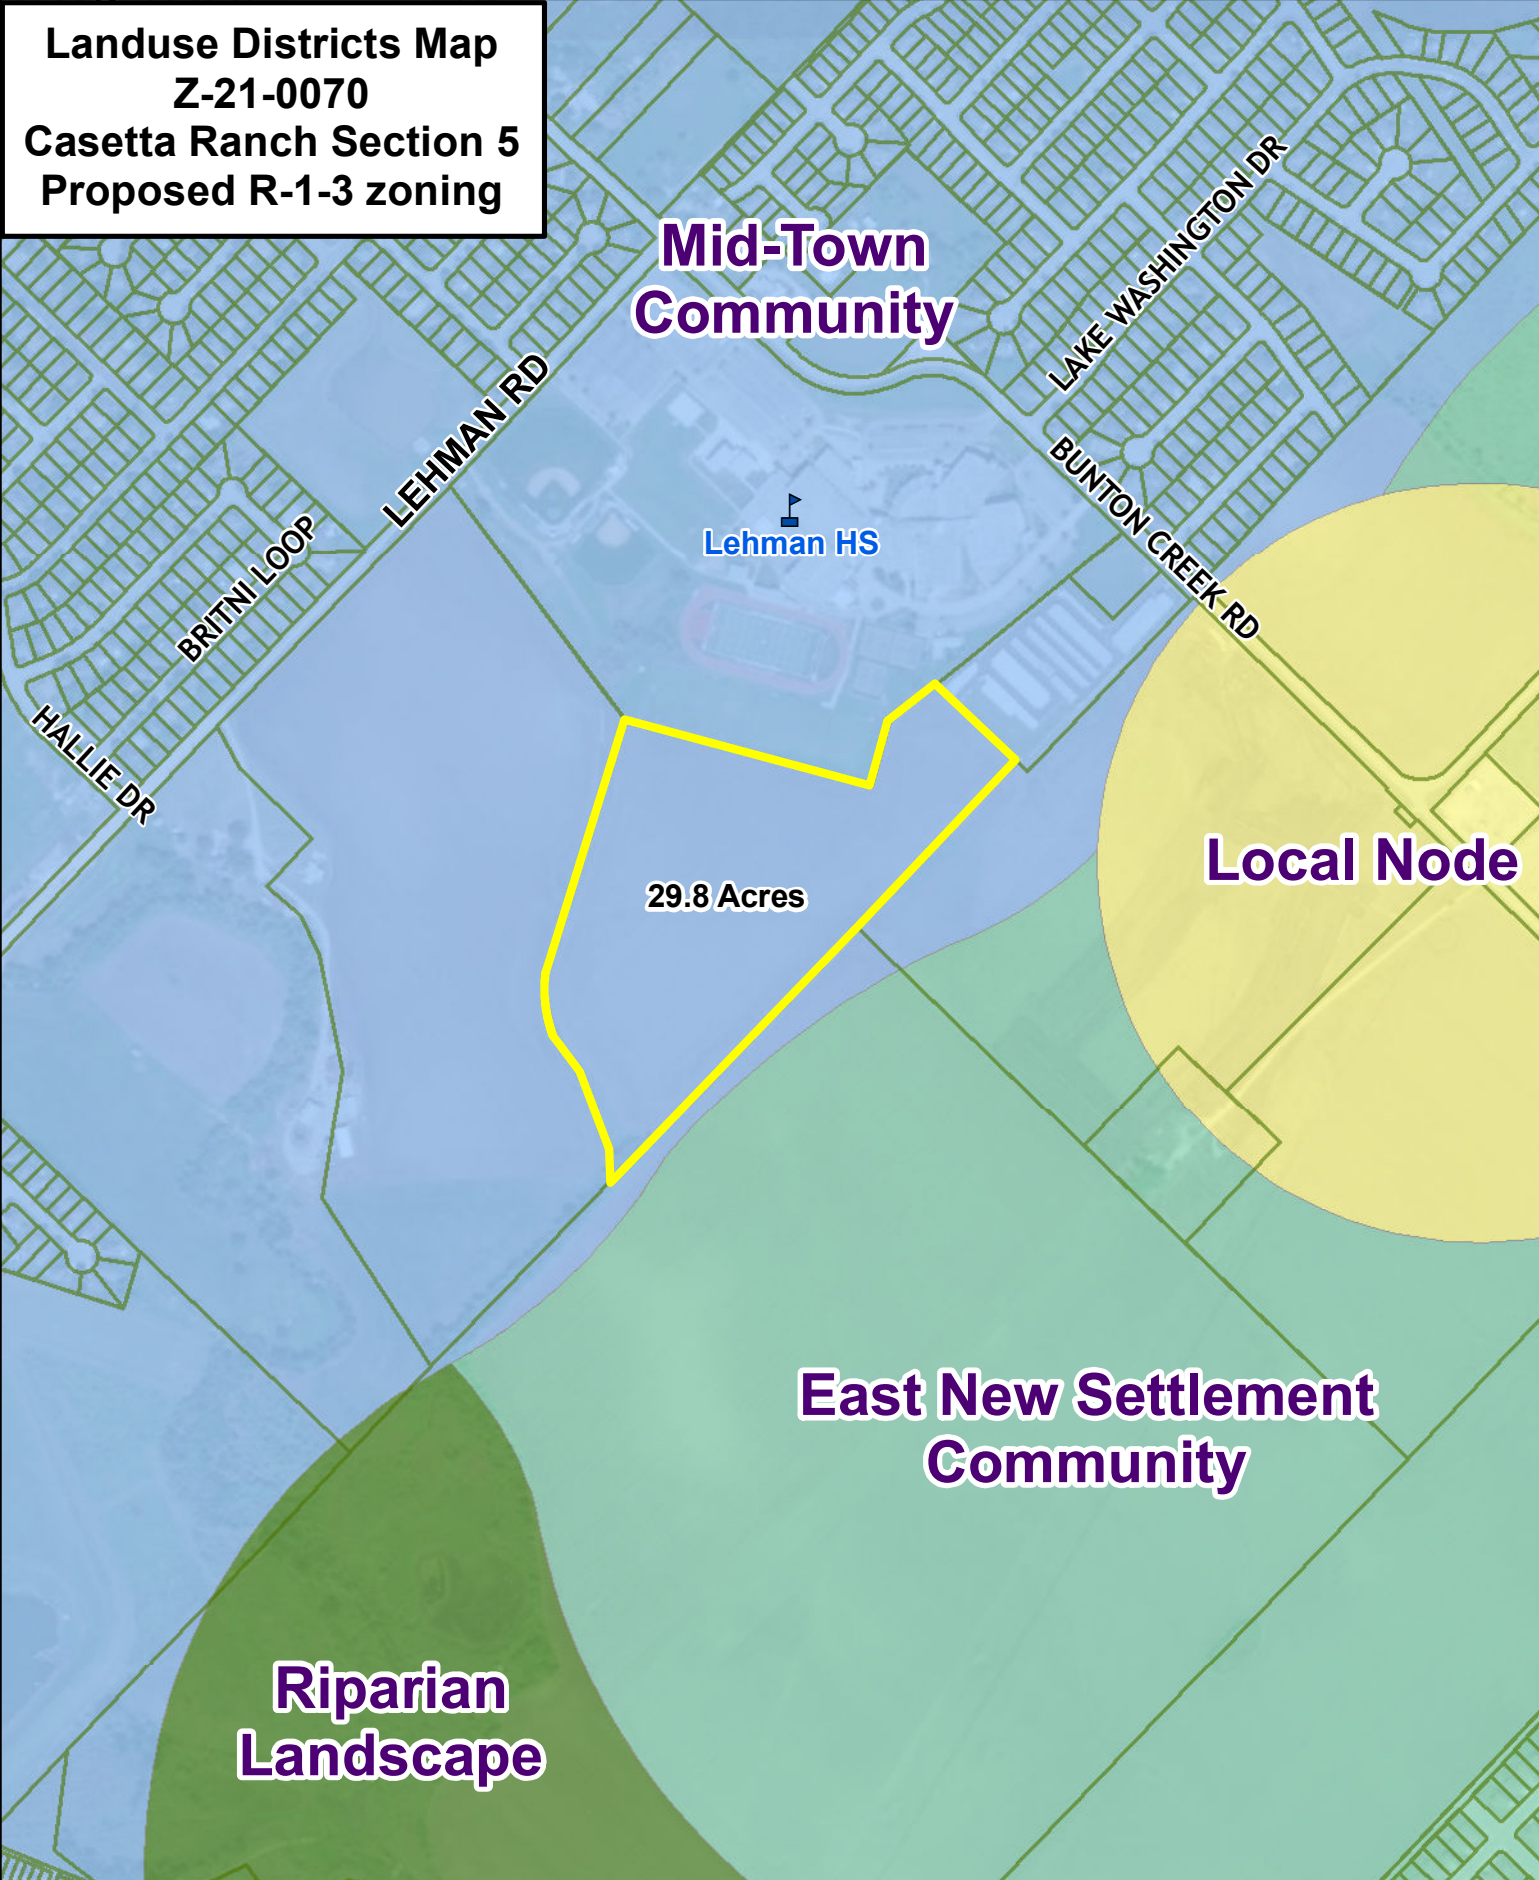 Landuse Districts Map
Z-21-0070
Casetta Ranch Section 5
Proposed R-1-3 zoning
Mid-Town
Community
LAKE WASHINGTON DR
LEHMAN RD
BUNTON CREEK RD
Lehman HS
BRITNI LOOP
HALLIE DR
Local Node
29.8 Acres
East New Settlement
Community
Riparian
Landscape